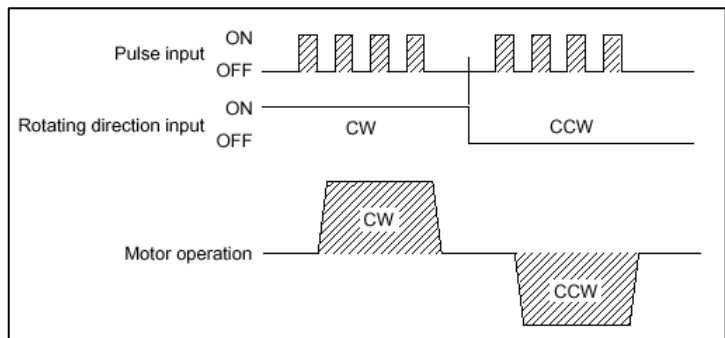 ON
Pulse input
OFF
ON
Rotating direction input
CW
CCW
OFF
CW
Motor operation
CCW